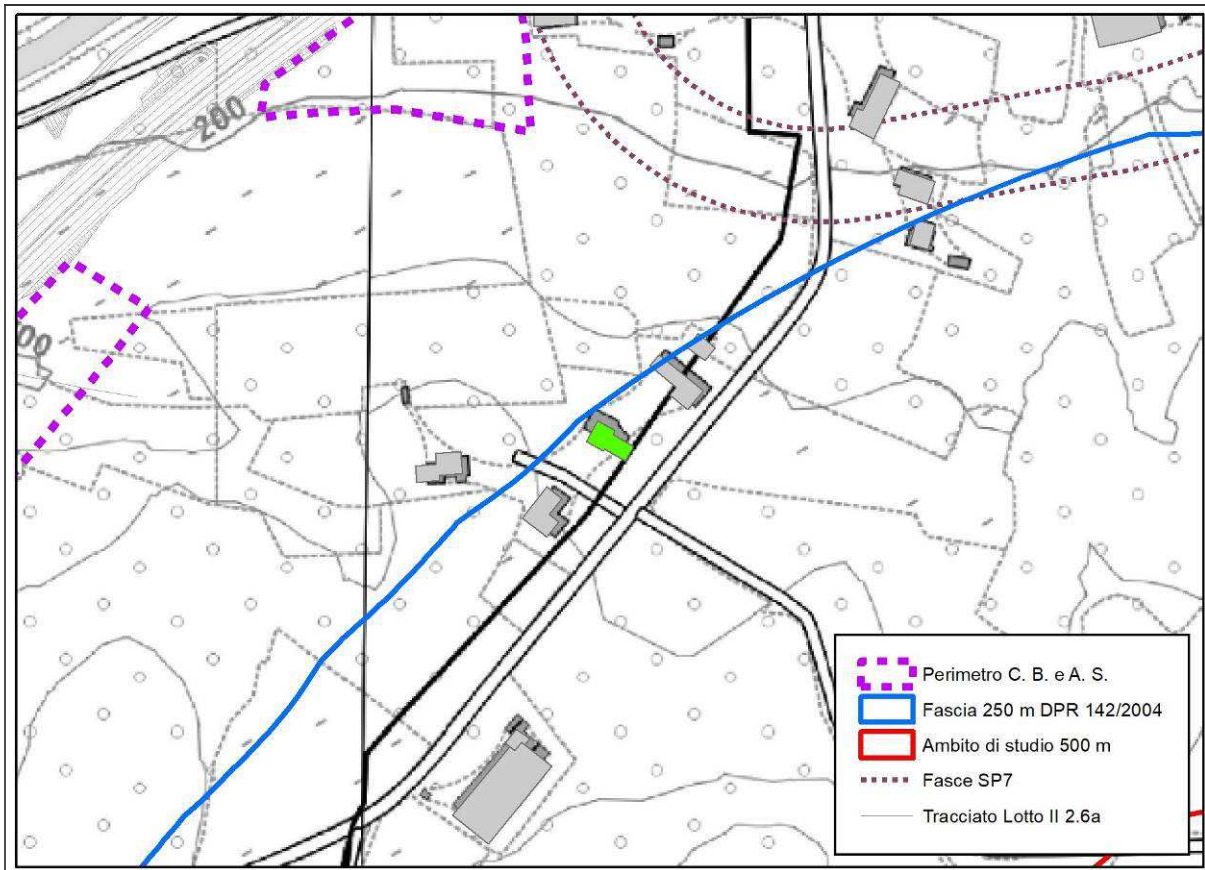 200
00
Perimetro C. B. e A. S.
Fascia 250 m DPR 142/2004
Ambito di studio 500 m
Fasce SP7
Tracciato Lotto II 2.6a